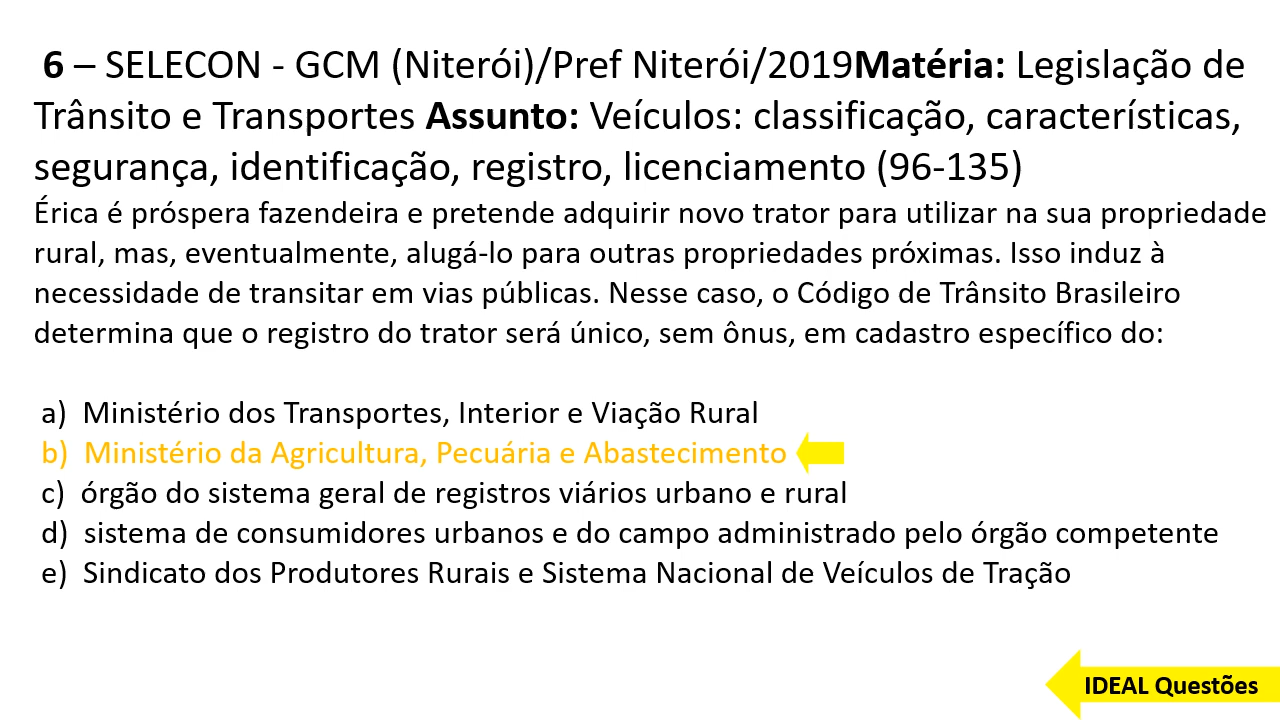 6 – SELECON - GCM (Niterói)/Pref Niterói/2019Matéria: Legislação de
Trânsito e Transportes Assunto: Veículos: classificação, características,
segurança, identificação, registro, licenciamento (96-135)
Érica é próspera fazendeira e pretende adquirir novo trator para utilizar na sua propriedade
rural, mas, eventualmente, alugá-lo para outras propriedades próximas. Isso induz à
necessidade de transitar em vias públicas. Nesse caso, o Código de Trânsito Brasileiro
determina que o registro do trator será único, sem ônus, em cadastro específico do:
a) Ministério dos Transportes, Interior e Viação Rural
b) Ministério da Agricultura, Pecuária e Abastecimento
c) órgão do sistema geral de registros viários urbano e rural
d) sistema de consumidores urbanos e do campo administrado pelo órgão competente
e) Sindicato dos Produtores Rurais e Sistema Nacional de Veículos de Tração
IDEAL Questões